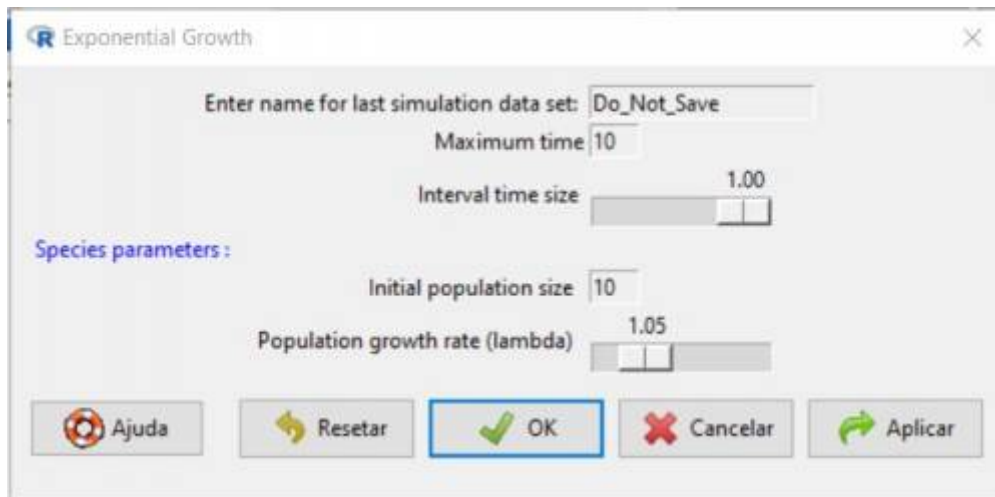 Exponential Growth
Enter name for last simulation data set: Do_Not_Save
Maximum time 10
1.00
Interval time size
Species parameters :
Initial population size 10
1.05
Population growth rate (lambda)
Ajuda Resetar OK Cancelar Aplicar